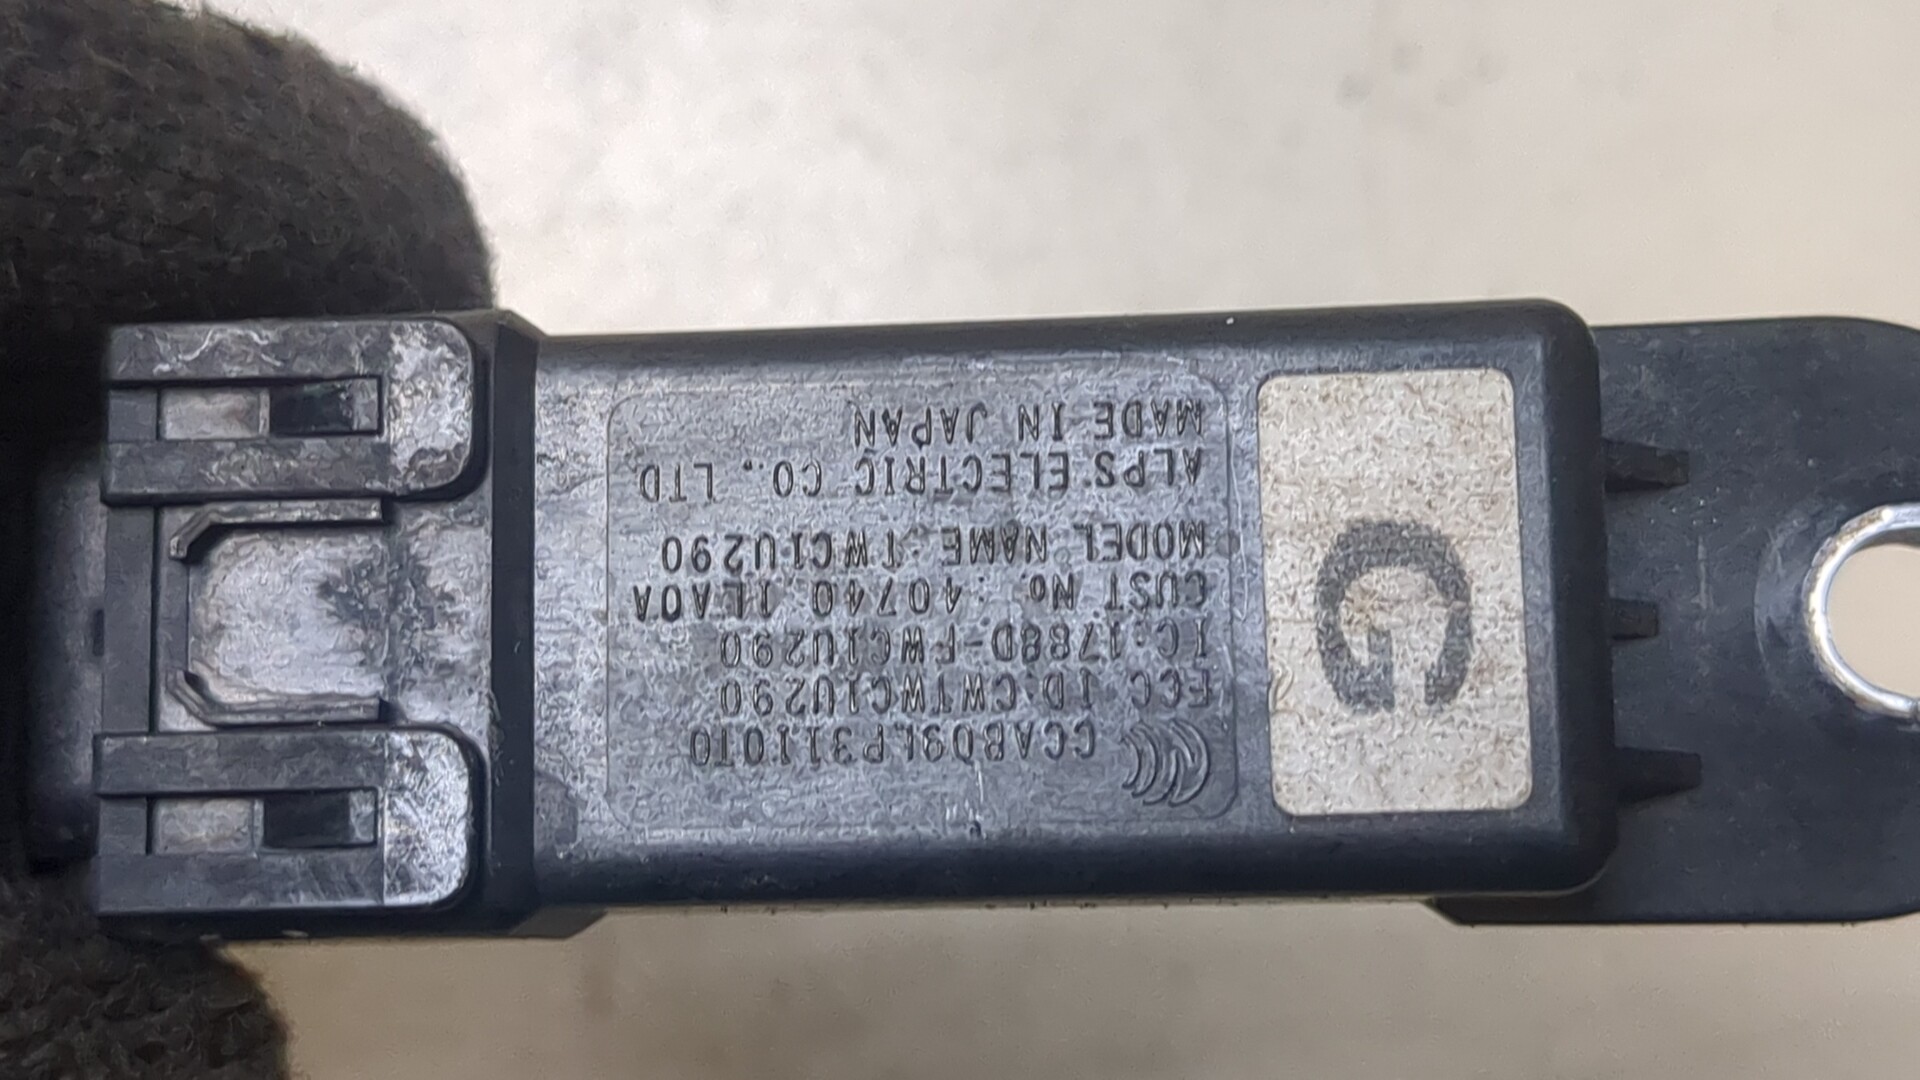 CCAB09LP3110T0
FCC ID:CWTWC1U290
IC:1788D-FWC1U290
CUST No.:40740 1LA0A
MODEL NAME:TWC1U290
ALPS ELECTRIC CO., LTD
MADE IN JAPAN
G